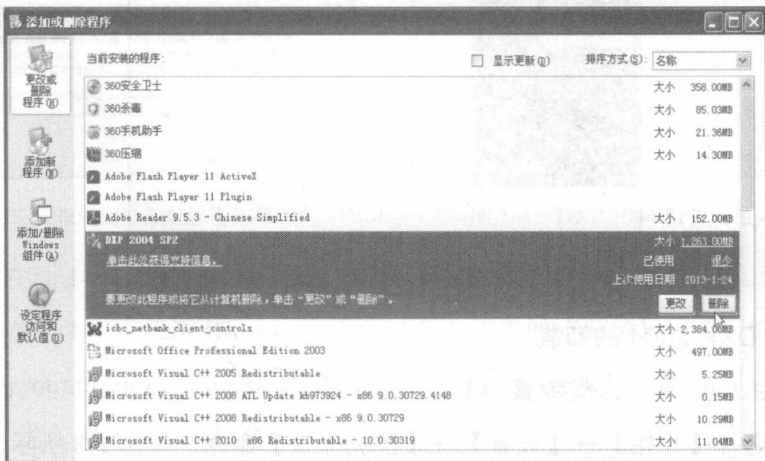 添加或删除程序
更改或
删除
程序(H)
添加新
程序(N)
添加/删除
Windows
组件(A)
设定程序
访问和
默认值(O)
当前安装的程序: 显示更新(D) 排序方式(S): 名称
360安全卫士 大小 358.00MB
360杀毒 大小 85.03MB
360手机助手 大小 21.36MB
360压缩 大小 14.30MB
Adobe Flash Player 11 ActiveX
Adobe Flash Player 11 Plugin
Adobe Reader 9.5.3 - Chinese Simplified 大小 152.00MB
DXP 2004 SP2 大小 1,263.00MB
单击此处获得支持信息。 已使用 很少
上次使用日期 2013-1-24
要更改此程序或将它从计算机删除，单击“更改”或“删除”。 更改 删除
icbc_netbank_client_controls 大小 2,384.06MB
Microsoft Office Professional Edition 2003 大小 497.00MB
Microsoft Visual C++ 2005 Redistributable 大小 5.25MB
Microsoft Visual C++ 2008 ATL Update kb973924 - x86 9.0.30729.4148 大小 0.15MB
Microsoft Visual C++ 2008 Redistributable - x86 9.0.30729 大小 10.29MB
Microsoft Visual C++ 2010 x86 Redistributable - 10.0.30319 大小 11.04MB